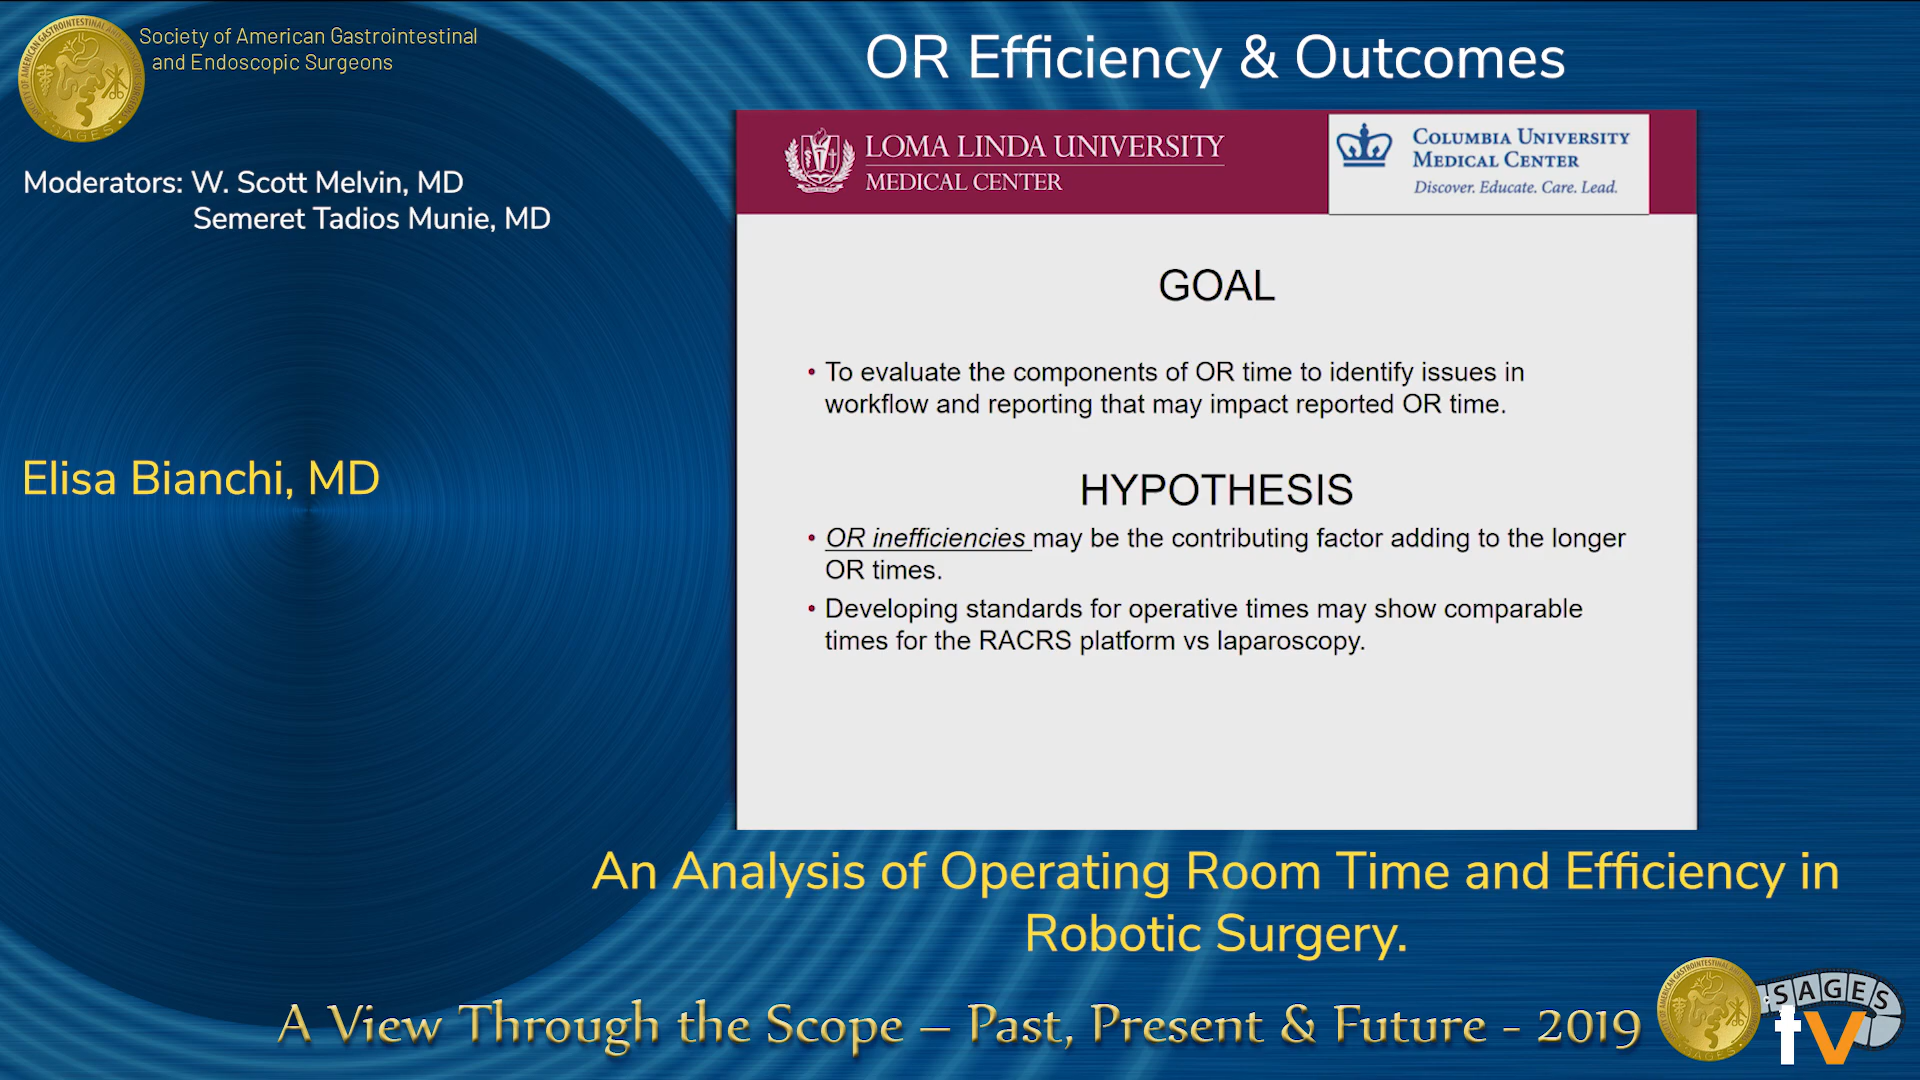 Society of American Gastrointestinal
and Endoscopic Surgeons
SAGES
OR Efficiency & Outcomes
Moderators: W. Scott Melvin, MD
Semeret Tadios Munie, MD
LOMA LINDA UNIVERSITY
MEDICAL CENTER
COLUMBIA UNIVERSITY
MEDICAL CENTER
Discover. Educate. Care. Lead.
GOAL
• To evaluate the components of OR time to identify issues in
workflow and reporting that may impact reported OR time.
HYPOTHESIS
• OR inefficiencies may be the contributing factor adding to the longer
OR times.
• Developing standards for operative times may show comparable
times for the RACRS platform vs laparoscopy.
Elisa Bianchi, MD
An Analysis of Operating Room Time and Efficiency in
Robotic Surgery.
A View Through the Scope – Past, Present & Future - 2019
SAGES
tv